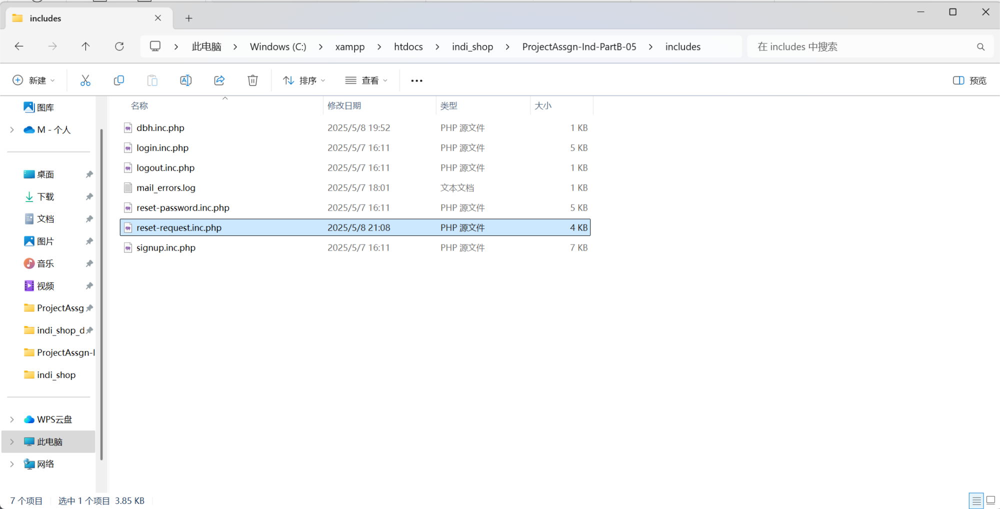 includes
此电脑 Windows (C:) xampp htdocs indi_shop ProjectAssgn-Ind-PartB-05 includes 在 includes 中搜索
新建 排序 查看 预览
图库
M - 个人
桌面
下载
文档
图片
音乐
视频
ProjectAssg
indi_shop_d
ProjectAssgn-I
indi_shop
WPS云盘
此电脑
网络
名称 修改日期 类型 大小
dbh.inc.php 2025/5/8 19:52 PHP 源文件 1 KB
login.inc.php 2025/5/7 16:11 PHP 源文件 5 KB
logout.inc.php 2025/5/7 16:11 PHP 源文件 1 KB
mail_errors.log 2025/5/7 18:01 文本文档 1 KB
reset-password.inc.php 2025/5/7 16:11 PHP 源文件 5 KB
reset-request.inc.php 2025/5/8 21:08 PHP 源文件 4 KB
signup.inc.php 2025/5/7 16:11 PHP 源文件 7 KB
7 个项目 选中 1 个项目 3.85 KB